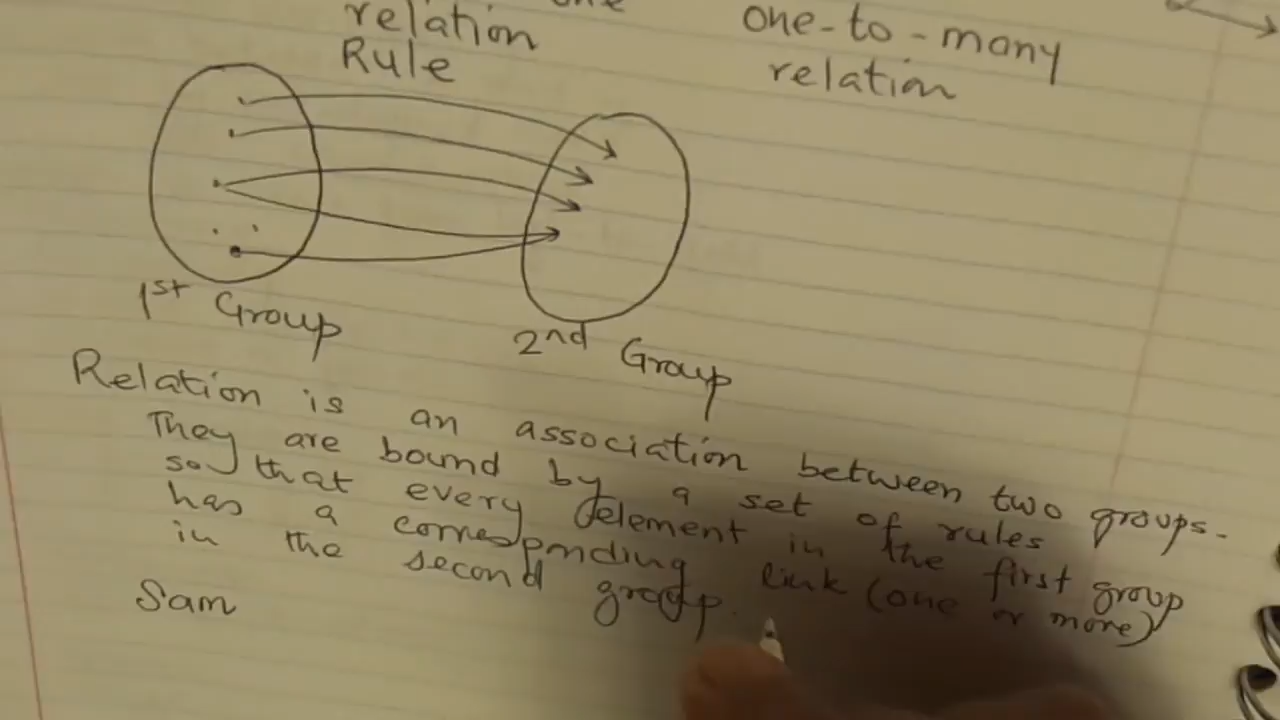 relation
Rule
one-to-many
relation
1st Group
2nd Group
Relation is an association between two groups.
They are bound by a set of rules
so that every element in the first group
has a corresponding link (one or more)
in the second group.
Sam